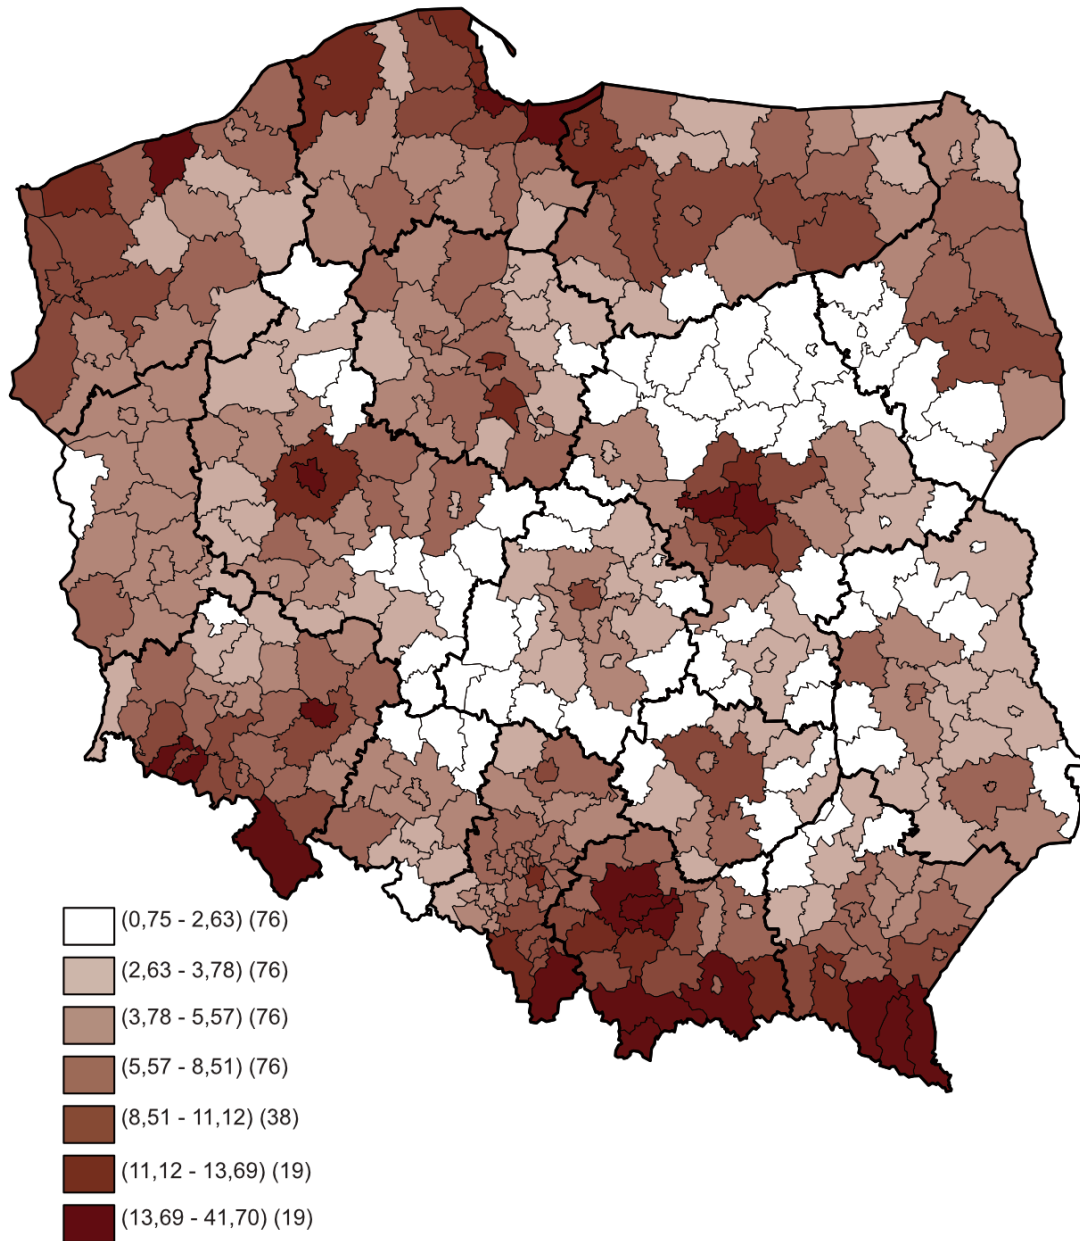 (0,75 - 2,63) (76)
(2,63 - 3,78) (76)
(3,78 - 5,57) (76)
(5,57 - 8,51) (76)
(8,51 - 11,12) (38)
(11,12 - 13,69) (19)
(13,69 - 41,70) (19)